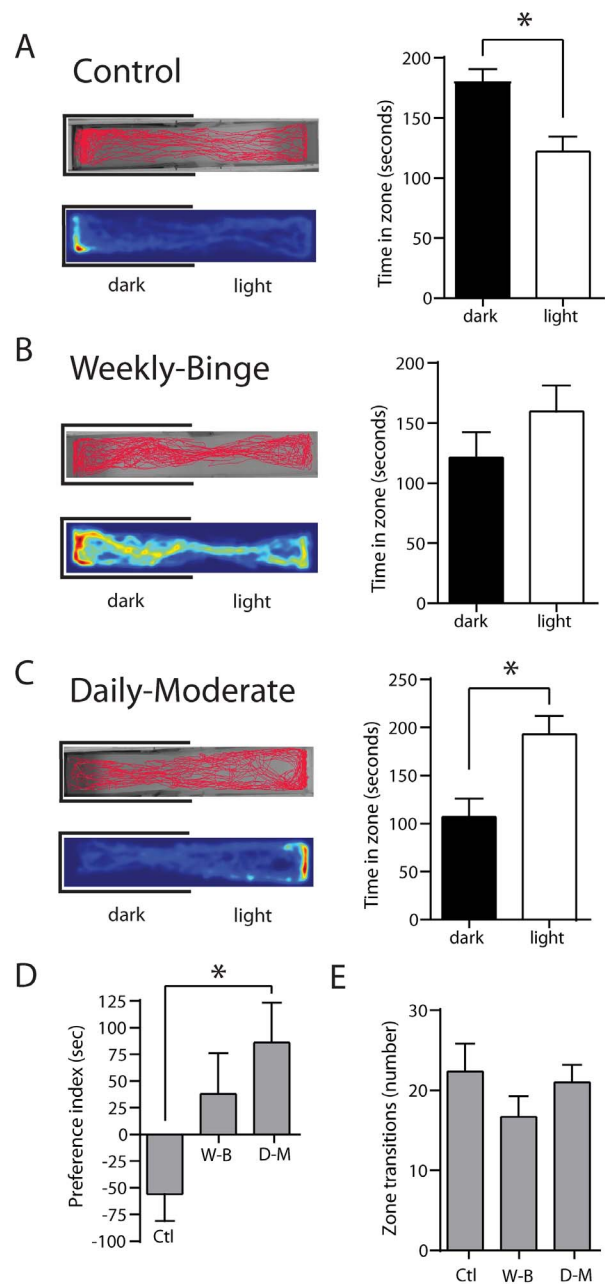 A
Control
dark
light
*
Time in zone (seconds)
200
150
100
50
0
dark
light
B
Weekly-Binge
dark
light
Time in zone (seconds)
200
150
100
50
0
dark
light
C
Daily-Moderate
dark
light
*
Time in zone (seconds)
250
200
150
100
50
0
dark
light
D
*
Preference index (sec)
125
100
75
50
25
0
-25
-50
-75
-100
Ctl
W-B
D-M
E
Zone transitions (number)
30
20
10
0
Ctl
W-B
D-M